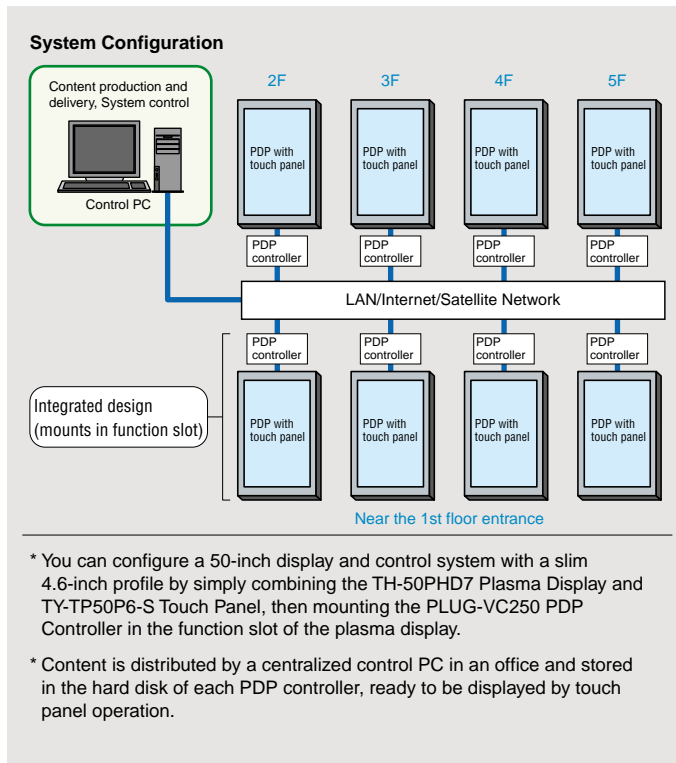 System Configuration
Content production and
delivery, System control
Control PC
2F
3F
4F
5F
PDP with
touch panel
PDP with
touch panel
PDP with
touch panel
PDP with
touch panel
PDP
controller
PDP
controller
PDP
controller
PDP
controller
LAN/Internet/Satellite Network
PDP
controller
PDP
controller
PDP
controller
PDP
controller
Integrated design
(mounts in function slot)
PDP with
touch panel
PDP with
touch panel
PDP with
touch panel
PDP with
touch panel
Near the 1st floor entrance
* You can configure a 50-inch display and control system with a slim
4.6-inch profile by simply combining the TH-50PHD7 Plasma Display and
TY-TP50P6-S Touch Panel, then mounting the PLUG-VC250 PDP
Controller in the function slot of the plasma display.
* Content is distributed by a centralized control PC in an office and stored
in the hard disk of each PDP controller, ready to be displayed by touch
panel operation.